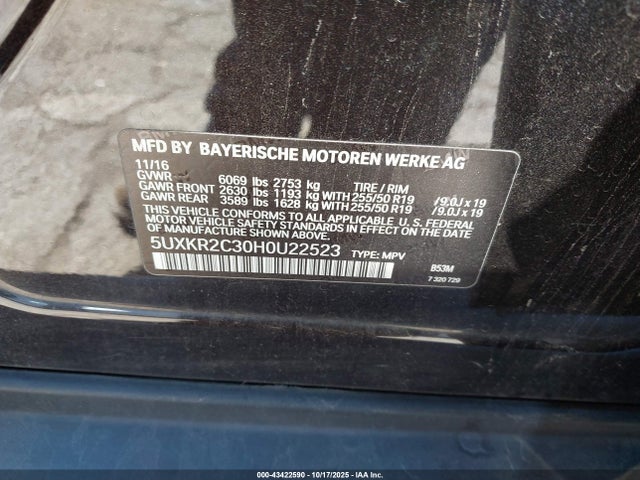 MFD BY BAYERISCHE MOTOREN WERKE AG
11/16
GVWR 6069 lbs 2753 kg TIRE / RIM
GAWR FRONT 2630 lbs 1193 kg WITH 255/50 R19 /9.0J x 19
GAWR REAR 3589 lbs 1628 kg WITH 255/50 R19 /9.0J x 19
THIS VEHICLE CONFORMS TO ALL APPLICABLE FEDERAL
MOTOR VEHICLE SAFETY STANDARDS IN EFFECT
ON THE DATE OF MANUFACTURE SHOWN ABOVE.
5UXKR2C30H0U22523 TYPE: MPV
B53M
7 320 729
000-43422590 - 10/17/2025 - IAA Inc.